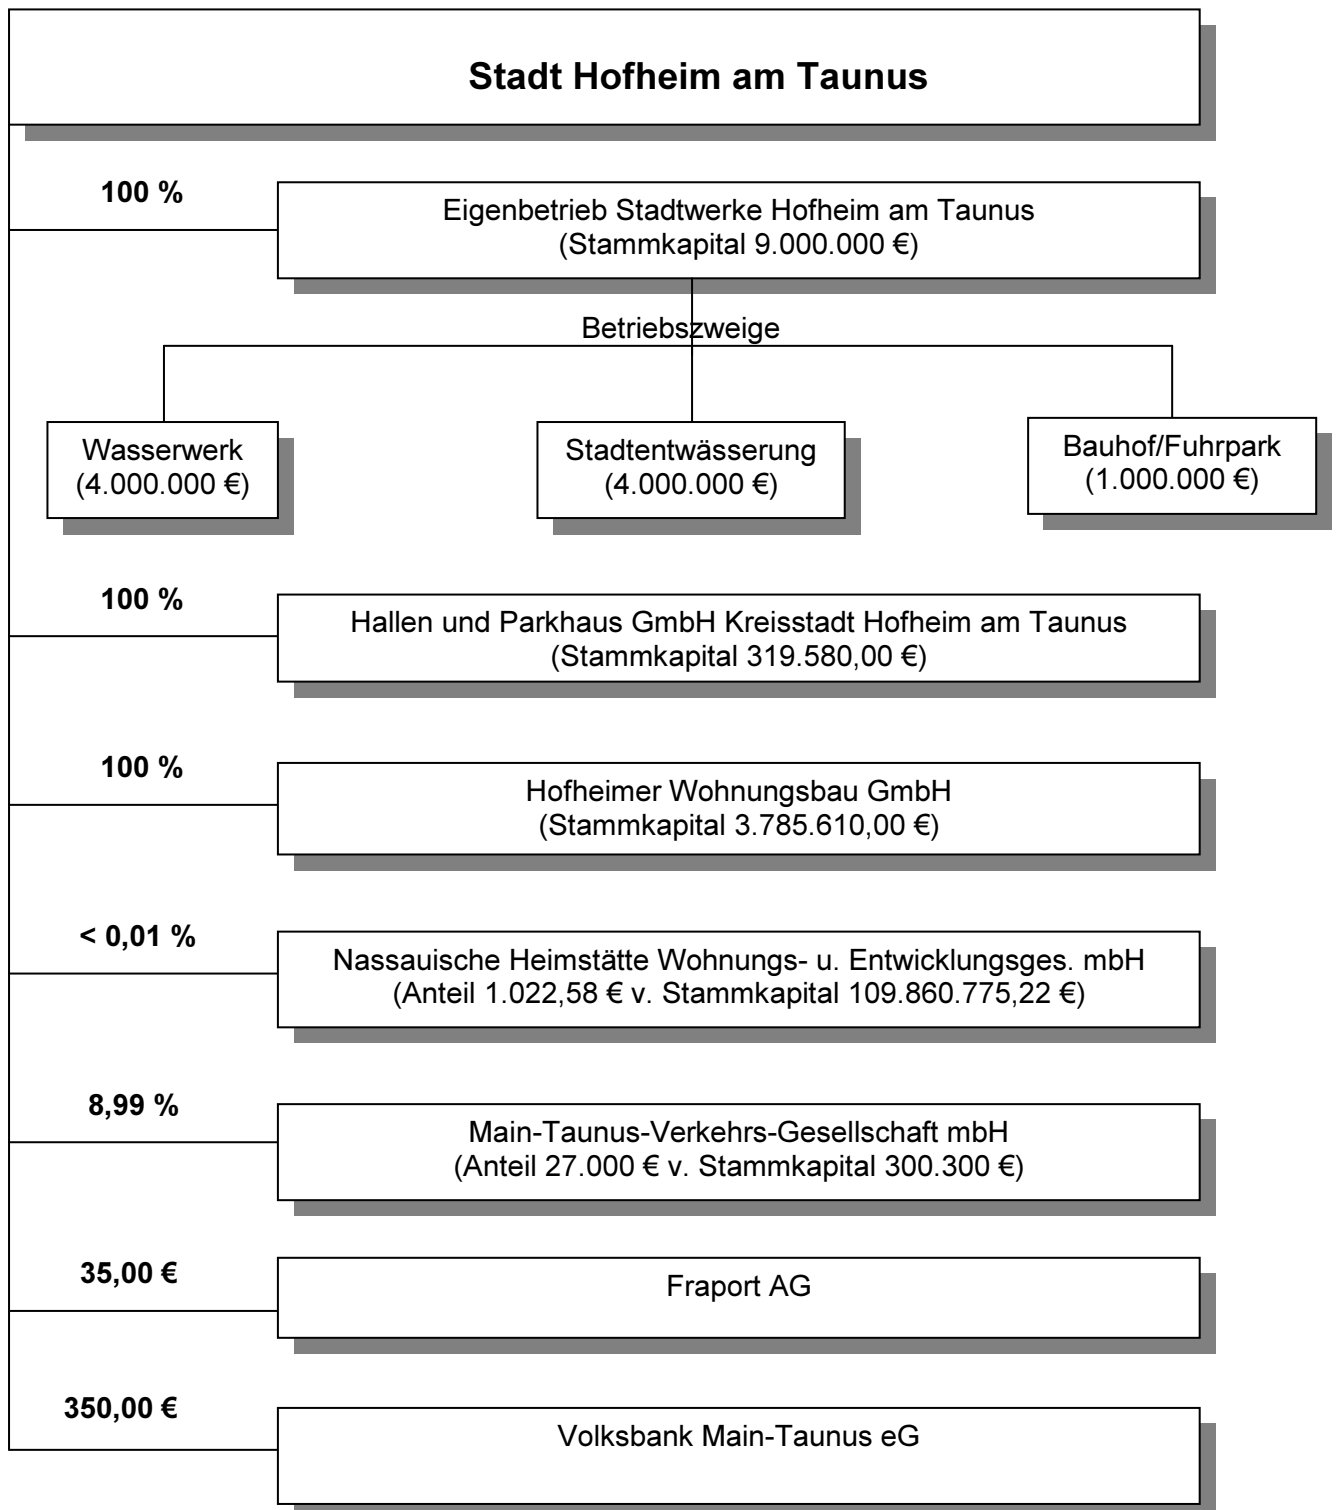 Stadt Hofheim am Taunus
100 %
Eigenbetrieb Stadtwerke Hofheim am Taunus
(Stammkapital 9.000.000 €)
Betriebszweige
Wasserwerk
(4.000.000 €)
Stadtentwässerung
(4.000.000 €)
Bauhof/Fuhrpark
(1.000.000 €)
100 %
Hallen und Parkhaus GmbH Kreisstadt Hofheim am Taunus
(Stammkapital 319.580,00 €)
100 %
Hofheimer Wohnungsbau GmbH
(Stammkapital 3.785.610,00 €)
< 0,01 %
Nassauische Heimstätte Wohnungs- u. Entwicklungsges. mbH
(Anteil 1.022,58 € v. Stammkapital 109.860.775,22 €)
8,99 %
Main-Taunus-Verkehrs-Gesellschaft mbH
(Anteil 27.000 € v. Stammkapital 300.300 €)
35,00 €
Fraport AG
350,00 €
Volksbank Main-Taunus eG